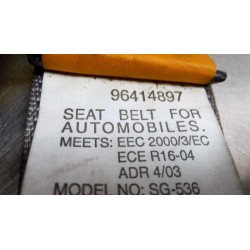 96414897
SEAT BELT FOR
AUTOMOBILES.
MEETS: EEC 2000/3/EC
ECE R16-04
ADR 4/03
MODEL NO: SG-536